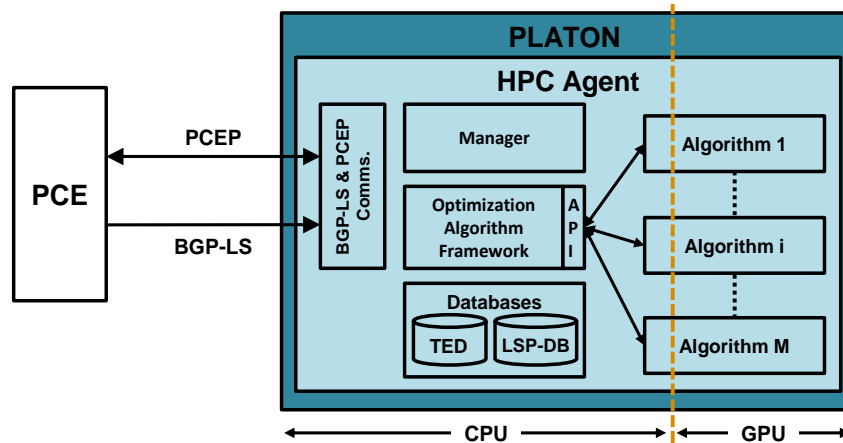 PLATON
HPC Agent
PCE
PCEP
BGP-LS
BGP-LS & PCEP
Comms.
Manager
Optimization
Algorithm
Framework
API
Databases
TED
LSP-DB
Algorithm 1
Algorithm i
Algorithm M
CPU
GPU